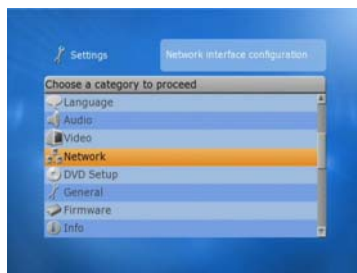 Settings
Network interface configuration
Choose a category to proceed
Language
Audio
Video
Network
DVD Setup
General
Firmware
Info